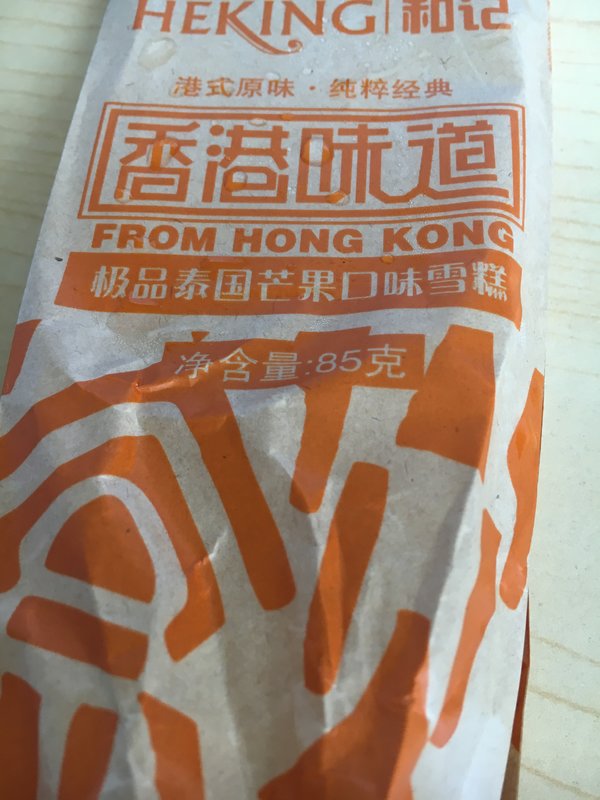 HEKING 和记
港式原味·纯粹经典
香港味道
FROM HONG KONG
极品泰国芒果口味雪糕
净含量:85克